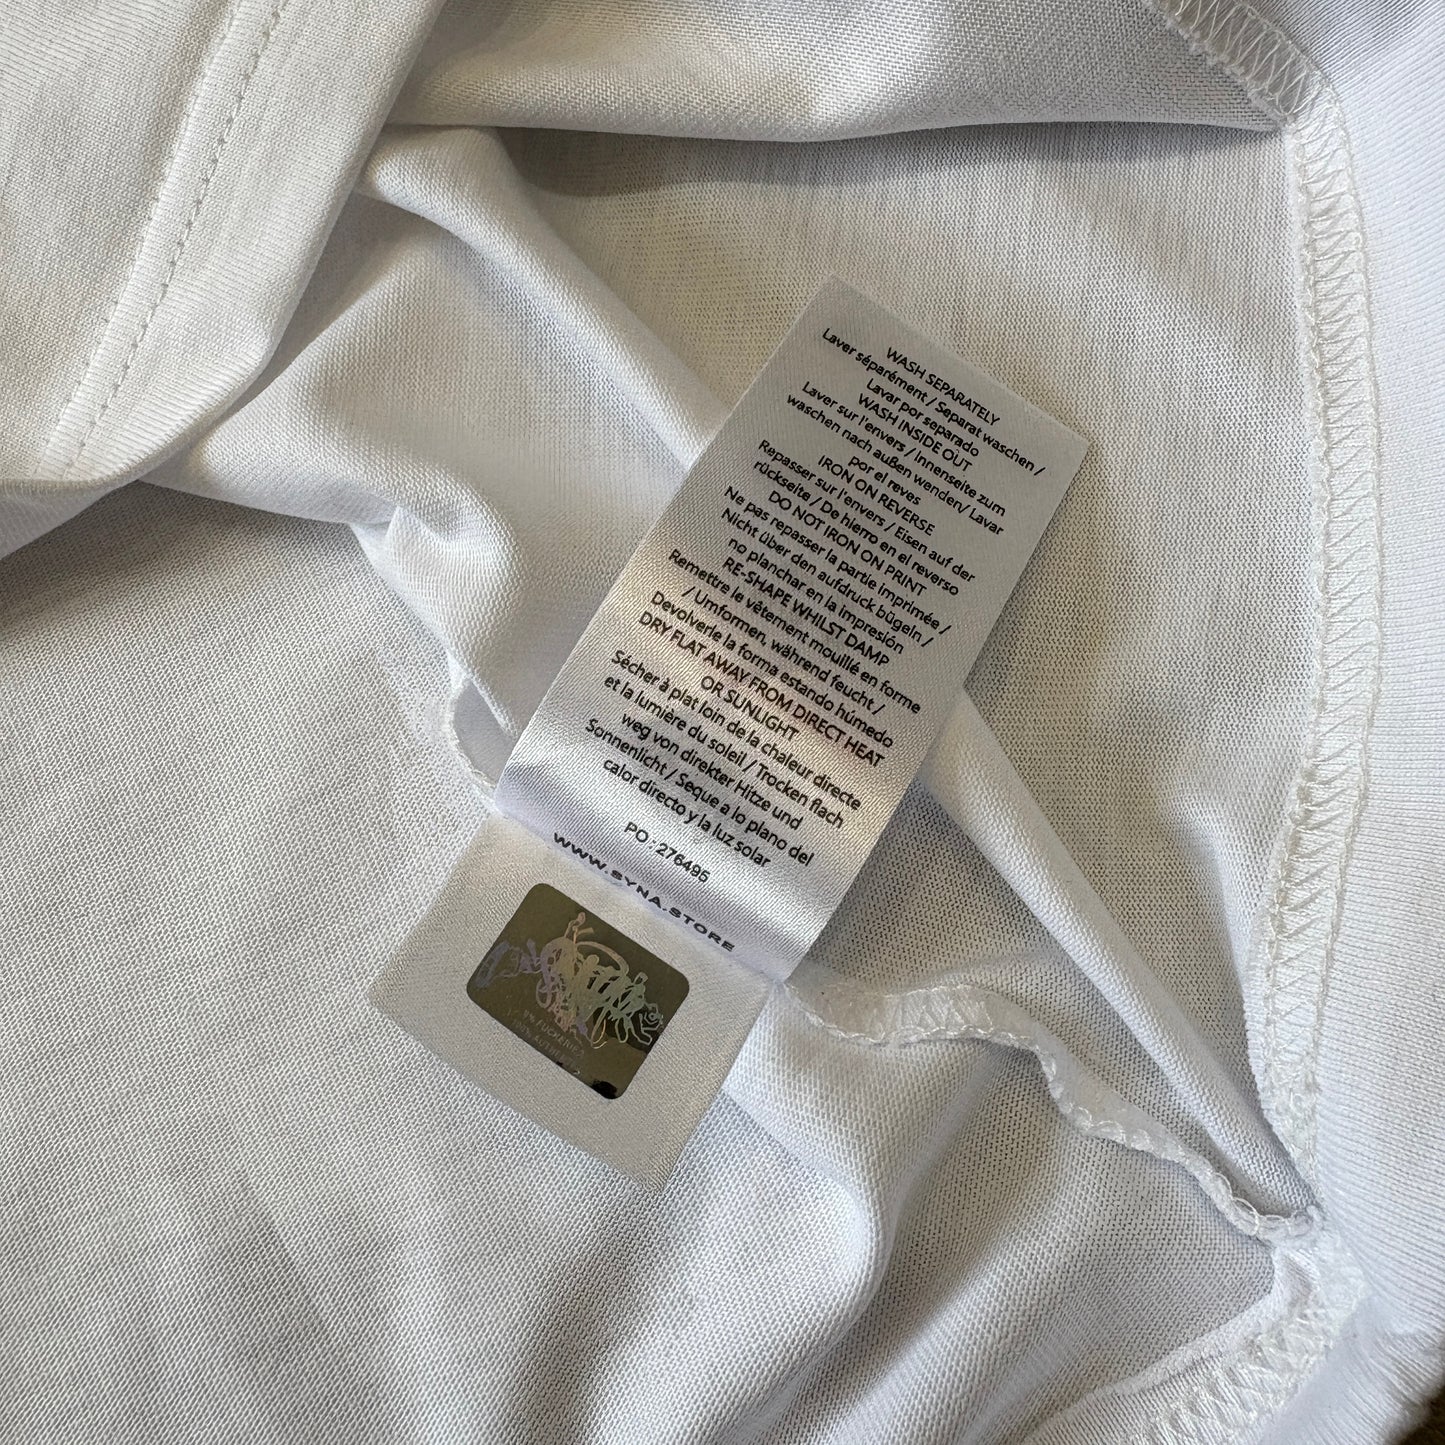 WASH SEPARATELY
Laver séparément / Separat waschen /
Lavar por separado
WASH INSIDE OUT
Laver sur l'envers / Innenseite zum
waschen nach außen wenden/ Lavar
por el reves
IRON ON REVERSE
Repasser sur l'envers / Eisen auf der
rückseite / De hierro en el reverso
DO NOT IRON ON PRINT
Ne pas repasser la partie imprimée /
Nicht über den aufdruck bügeln /
no planchar en la impresión
RE-SHAPE WHILST DAMP
Remettre le vêtement mouillé en forme
/ Umformen, während feucht /
Devolverle la forma estando húmedo
DRY FLAT AWAY FROM DIRECT HEAT
OR SUNLIGHT
Sécher à plat loin de la chaleur directe
et la lumière du soleil / Trocken flach
weg von direkter Hitze und
Sonnenlicht / Seque a lo plano del
calor directo y la luz solar
PO : 276495
WWW.SYNA.STORE